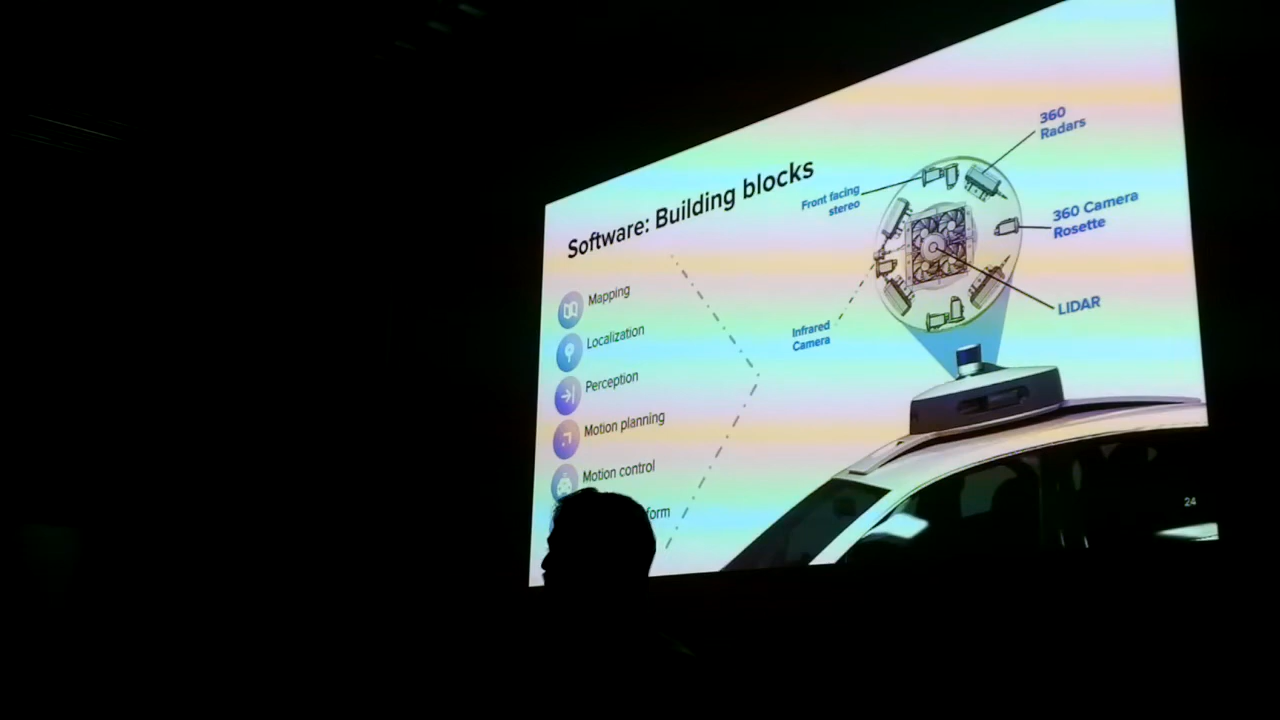 Software: Building blocks
Mapping
Localization
Perception
Motion planning
Motion control
form
Front facing
stereo
360
Radars
360 Camera
Rosette
LIDAR
Infrared
Camera
24